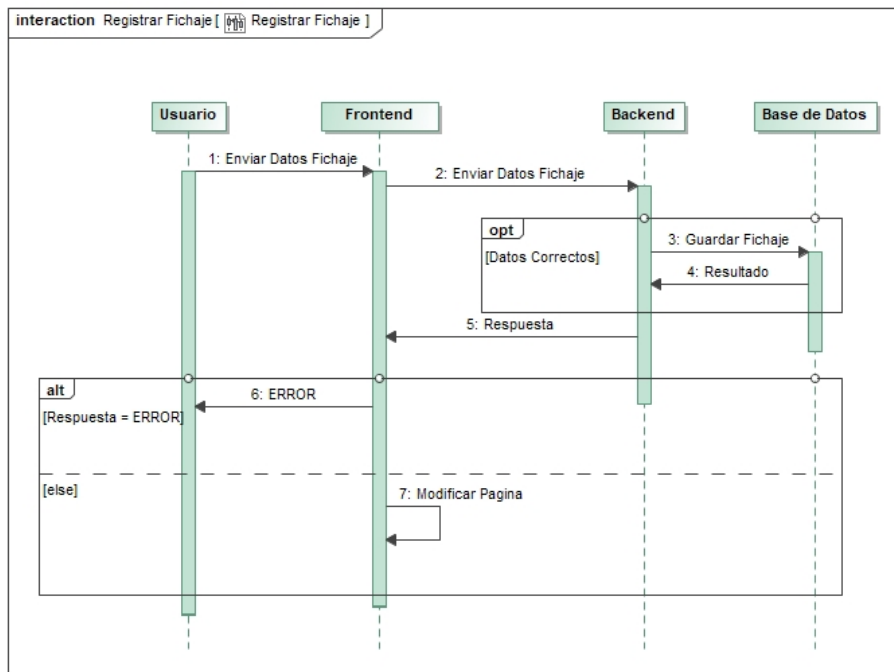 interaction Registrar Fichaje [ Registrar Fichaje ]
Usuario Frontend Backend Base de Datos
1: Enviar Datos Fichaje
2: Enviar Datos Fichaje
opt
3: Guardar Fichaje
[Datos Correctos]
4: Resultado
5: Respuesta
alt
6: ERROR
[Respuesta = ERROR]
[else]
7: Modificar Pagina